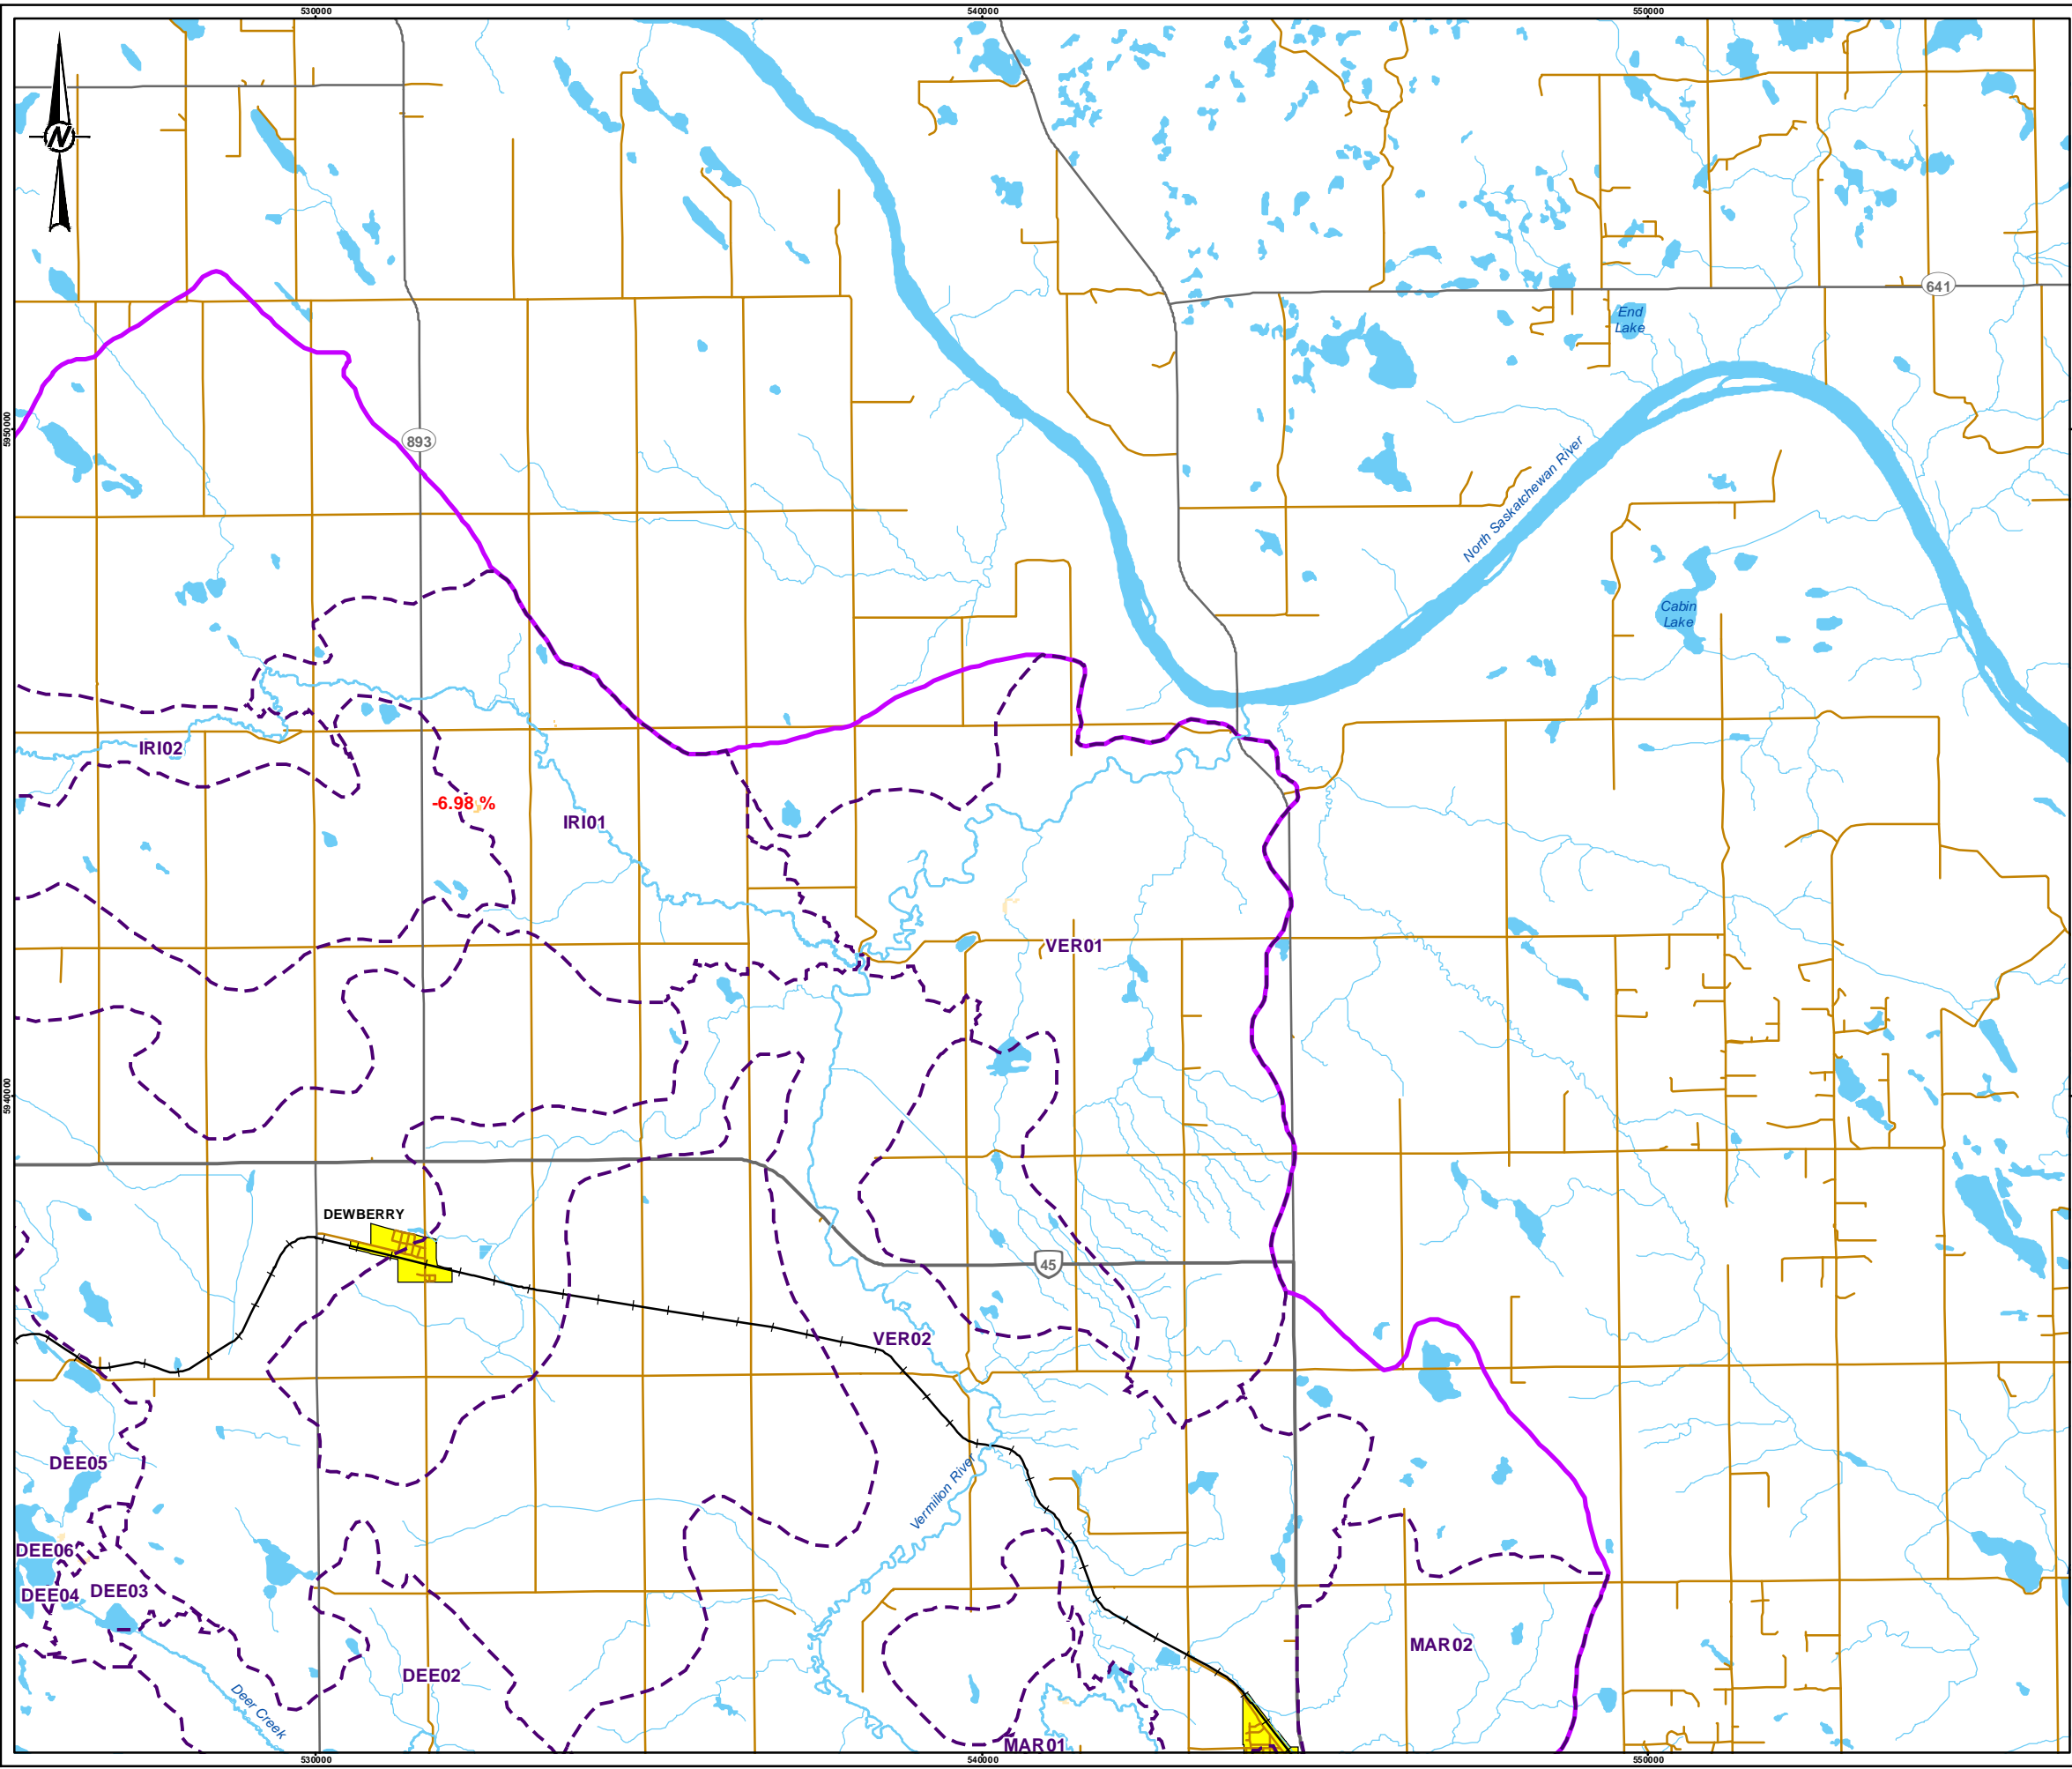 530000
540000
550000
N
641
End
Lake
5950000
893
North Saskatchewan River
Cabin
Lake
IRI02
-6.98 %
IRI01
VER01
5940000
DEWBERRY
45
VER02
DEE05
Vermilion River
DEE06
DEE04
DEE03
MAR02
DEE02
Deer Creek
MAR01
530000
540000
550000